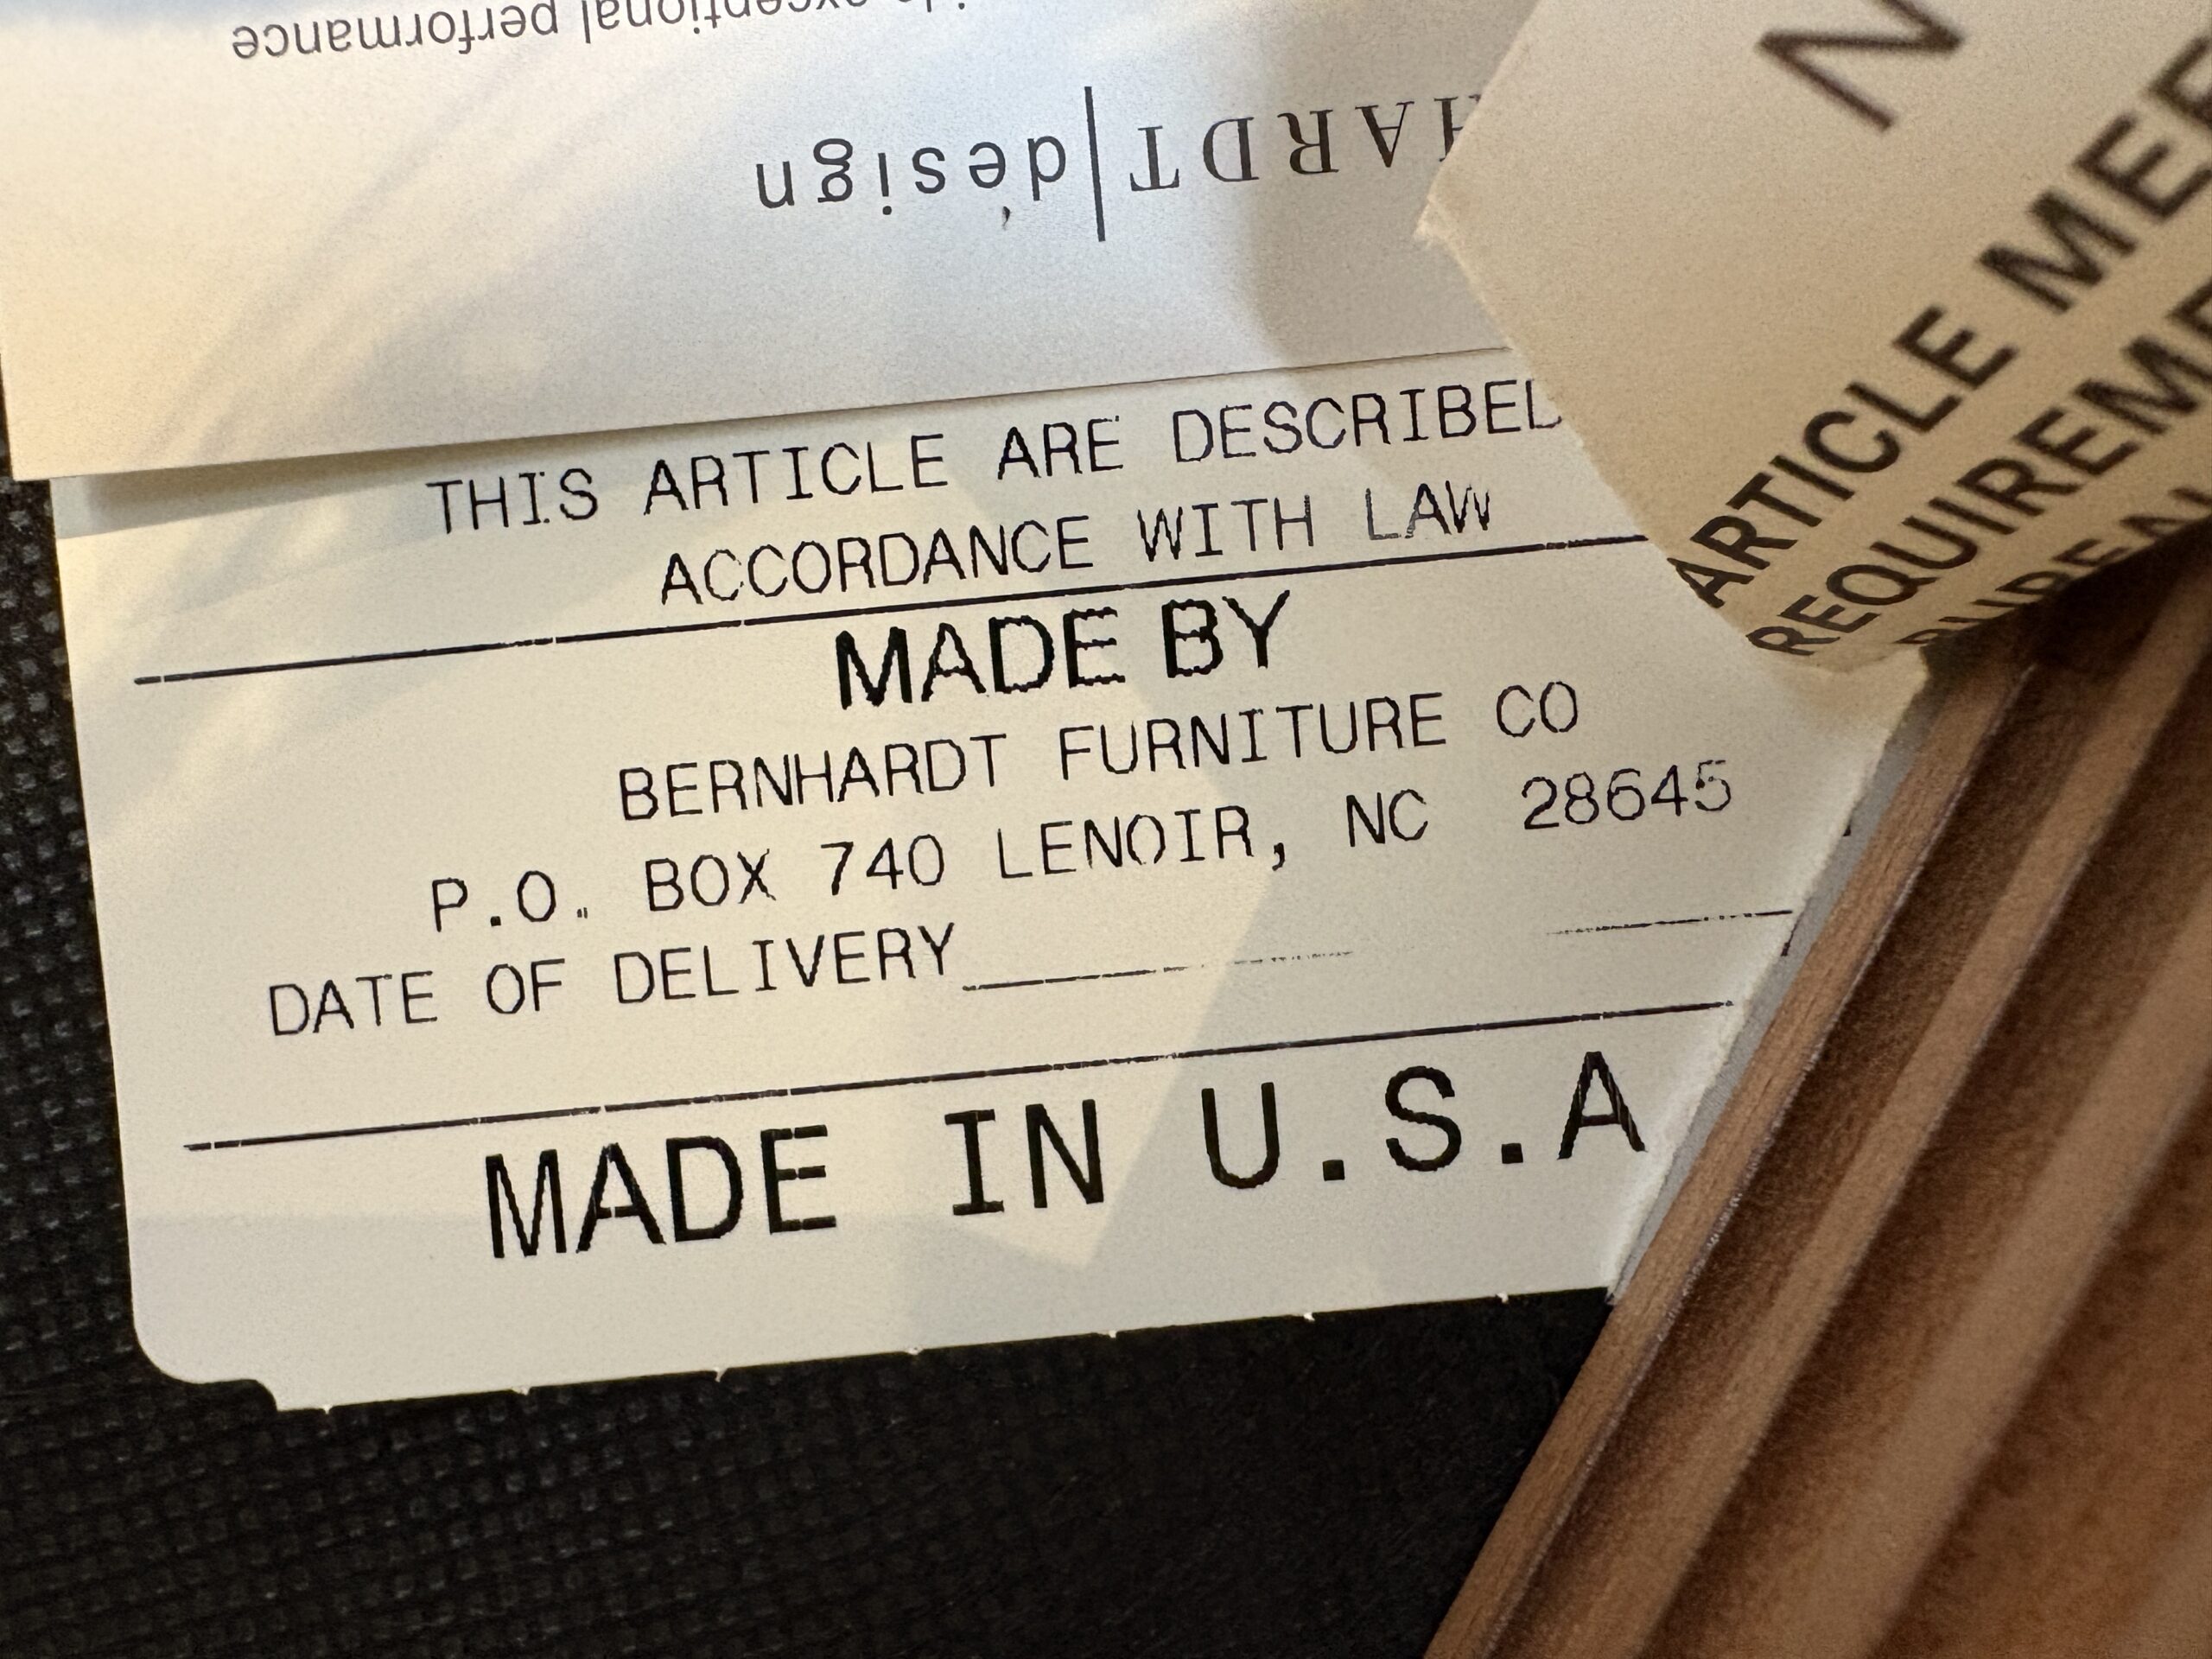 exceptional performance
HARDT | design
THIS ARTICLE ARE DESCRIBED
ACCORDANCE WITH LAW
MADE BY
BERNHARDT FURNITURE CO
P.O. BOX 740 LENOIR, NC 28645
DATE OF DELIVERY
MADE IN U.S.A
N
ARTICLE MEE
REQUIREME
BUREAU